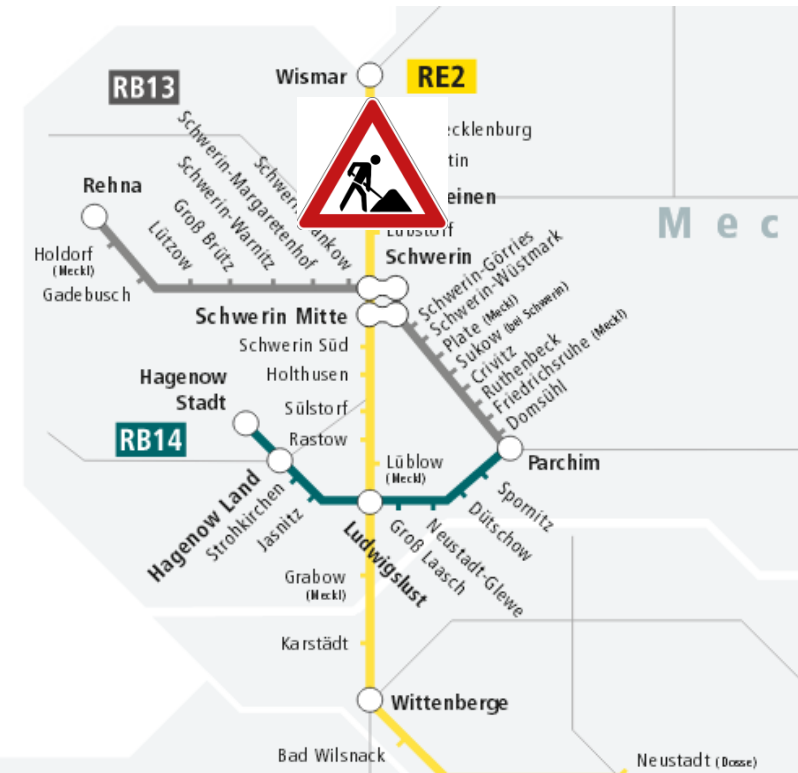 Wismar
RE2
RB13
ecklenburg
tin
einen
Lübstorf
Schwerin-Margaretenhof
Schwerin-Warnitz
Groß Brütz
Lützow
Rehna
Holdorf
(Meckl)
Gadebusch
Mec
Schwerin
Schwerin Mitte
Schwerin-Görries
Schwerin-Wüstmark
Plate (Meckl)
Sukow (bei Schwerin)
Crivitz
Ruthenbeck
Friedrichsruhe (Meckl)
Domsühl
Schwerin Süd
Holthusen
Sülstorf
Rastow
Hagenow
Stadt
RB14
Lüblow
(Meckl)
Parchim
Hagenow Land
Strohkirchen
Jasnitz
Ludwigslust
Groß Laasch
Neustadt-Glewe
Dütschow
Spornitz
Grabow
(Meckl)
Karstädt
Wittenberge
Bad Wilsnack
Neustadt (Dosse)